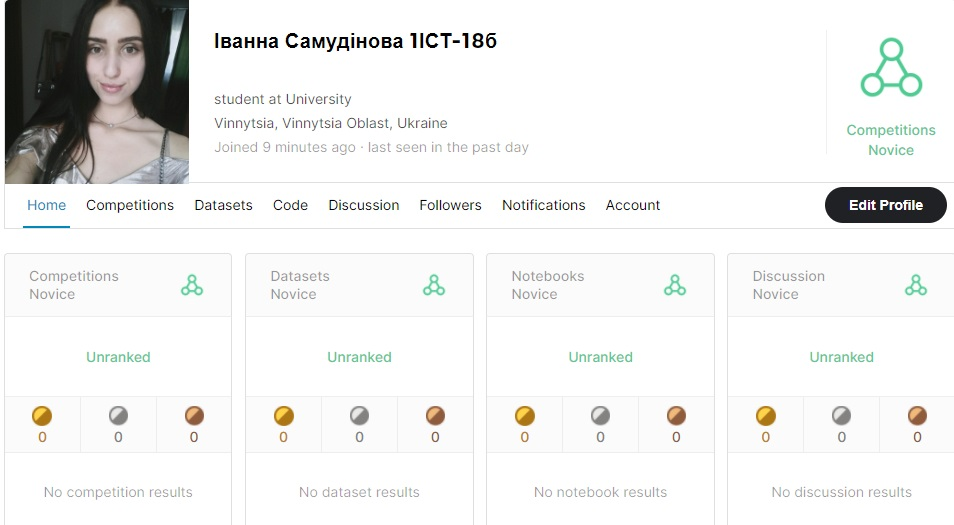 Іванна Самудінова 1ІСТ-18б
student at University
Vinnytsia, Vinnytsia Oblast, Ukraine
Joined 9 minutes ago · last seen in the past day
Competitions
Novice
Home Competitions Datasets Code Discussion Followers Notifications Account Edit Profile
Competitions
Novice
Unranked
0 0 0
No competition results
Datasets
Novice
Unranked
0 0 0
No dataset results
Notebooks
Novice
Unranked
0 0 0
No notebook results
Discussion
Novice
Unranked
0 0 0
No discussion results